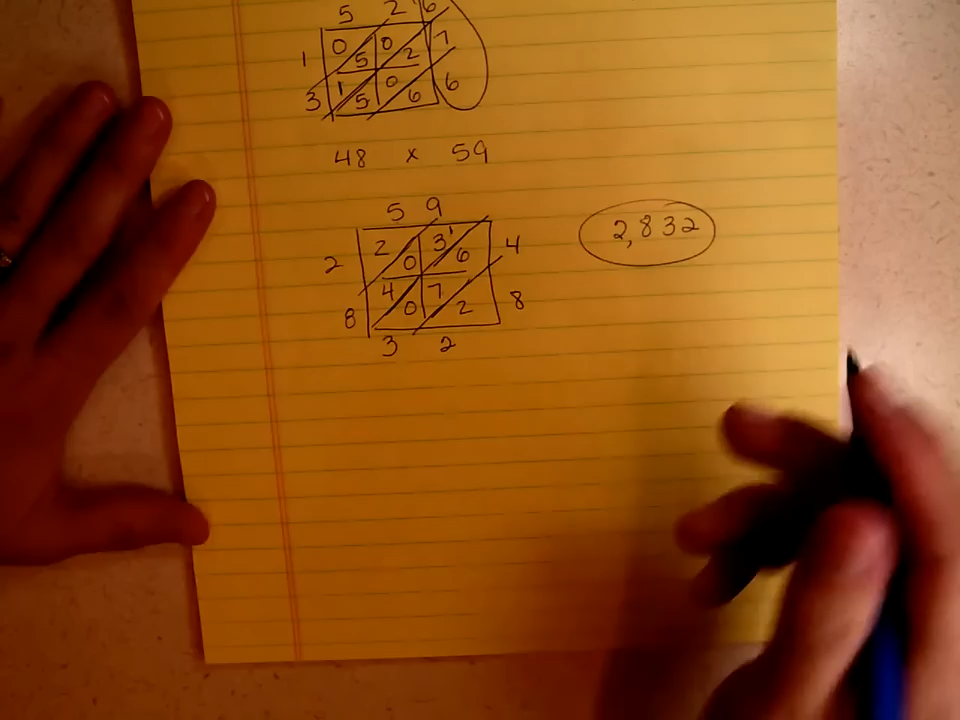 5 2 6
1 0 0 7
5 2
3 1 0 6
5 6
48 x 59
5 9
2 3 1
2 0 6 4
4 7
8 0 2 8
3 2
2,832